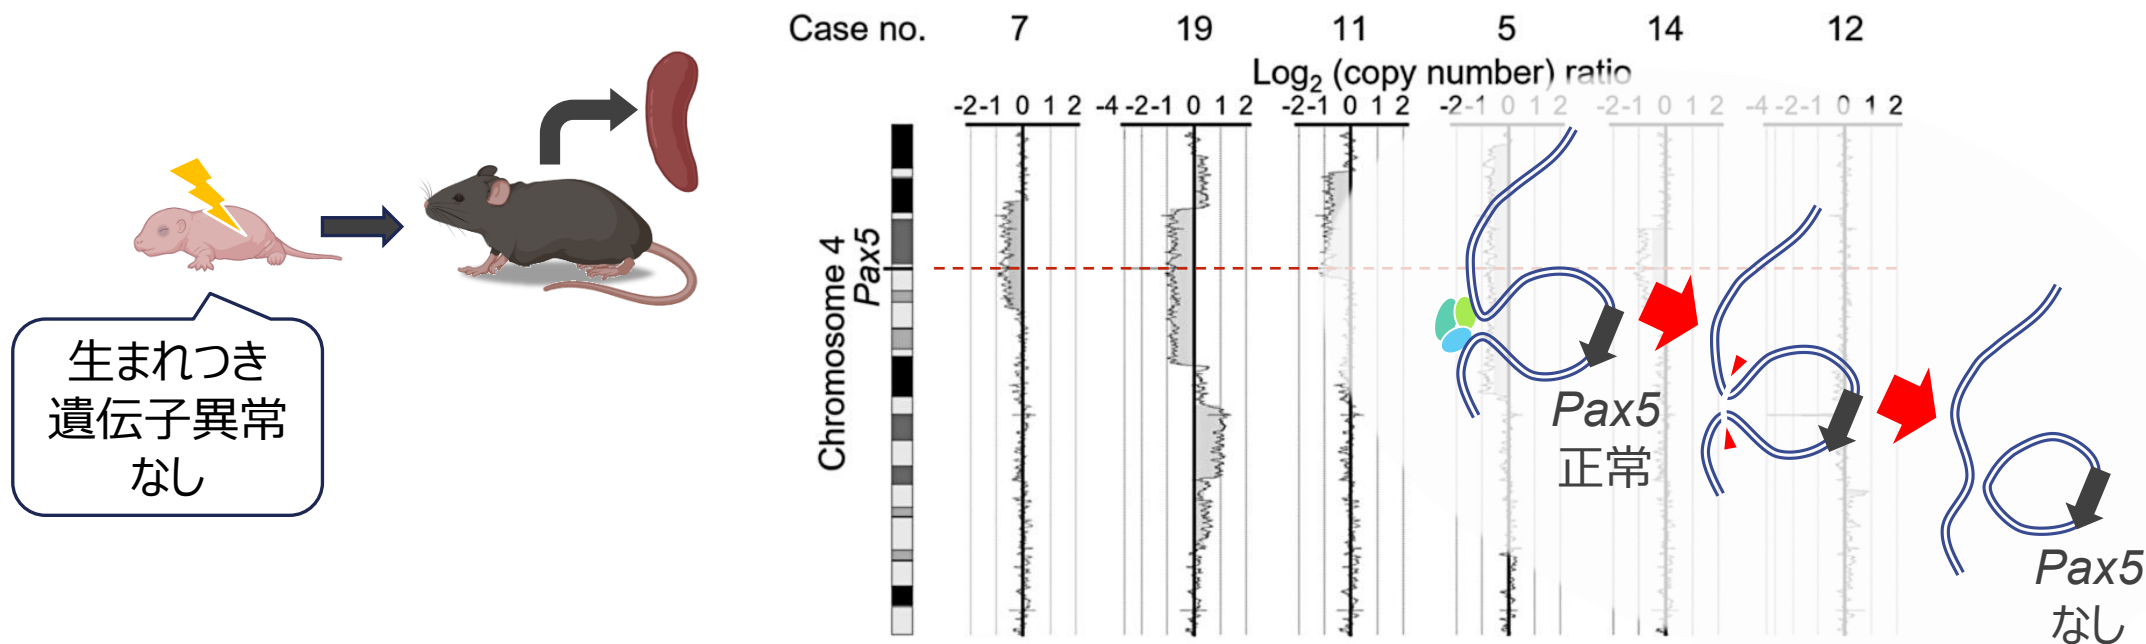 Case no. 7 19 11 5 14 12
Log2 (copy number) ratio
-2 -1 0 1 2 -4 -2 -1 0 1 2 -2 -1 0 1 2 -2 -1 0 1 2 -2 -1 0 1 2 -4 -2 -1 0 1 2
Chromosome 4
Pax5
生まれつき
遺伝子異常
なし
Pax5
正常
Pax5
なし